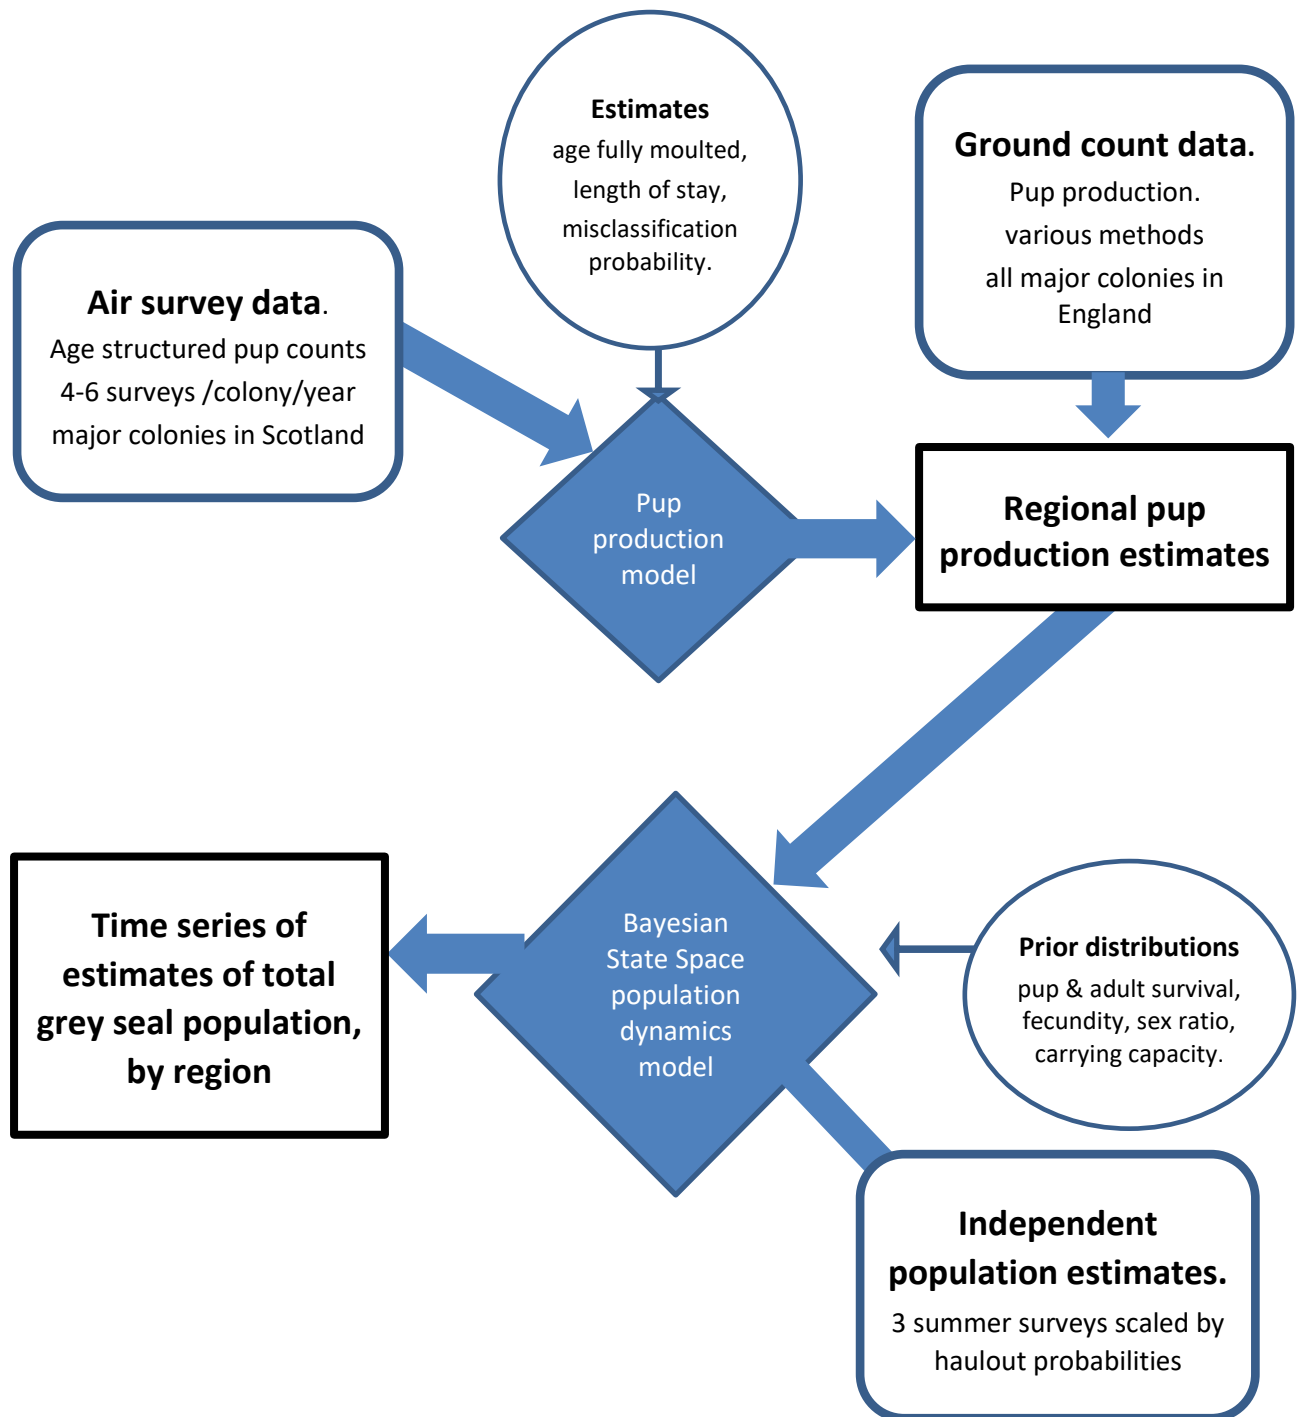 Estimates
age fully moulted,
length of stay,
misclassification
probability.
Ground count data.
Pup production.
various methods
all major colonies in
England
Air survey data.
Age structured pup counts
4-6 surveys /colony/year
major colonies in Scotland
Pup
production
model
Regional pup
production estimates
Time series of
estimates of total
grey seal population,
by region
Bayesian
State Space
population
dynamics
model
Prior distributions
pup & adult survival,
fecundity, sex ratio,
carrying capacity.
Independent
population estimates.
3 summer surveys scaled by
haulout probabilities